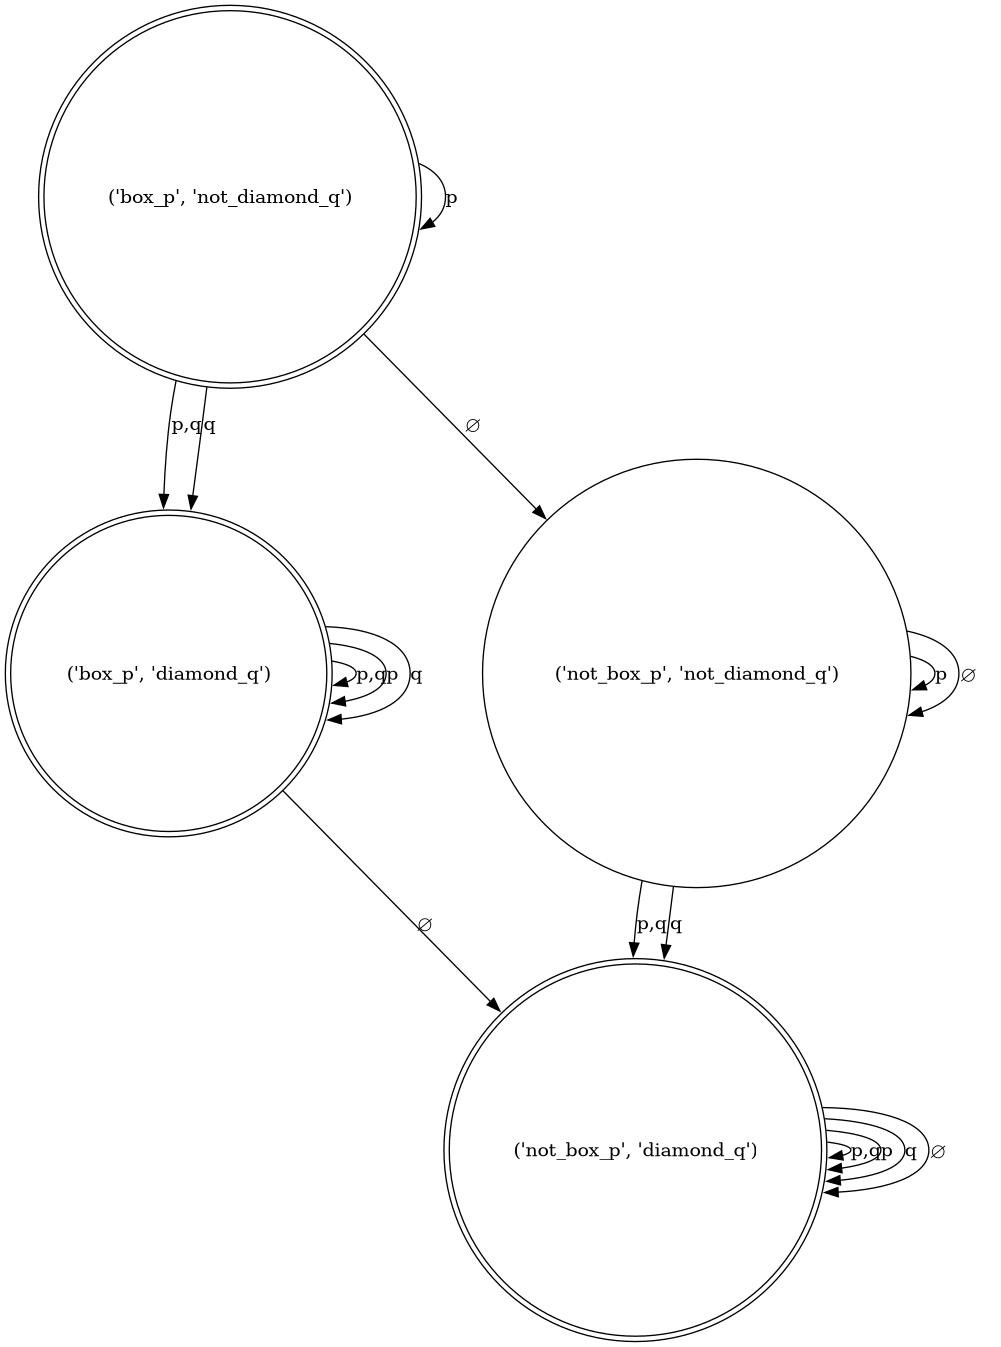 ('box_p', 'not_diamond_q')
p
p,q
q
∅
('box_p', 'diamond_q')
p,q
p
q
('not_box_p', 'not_diamond_q')
p
∅
∅
p,q
q
('not_box_p', 'diamond_q')
p,q
p
q
∅